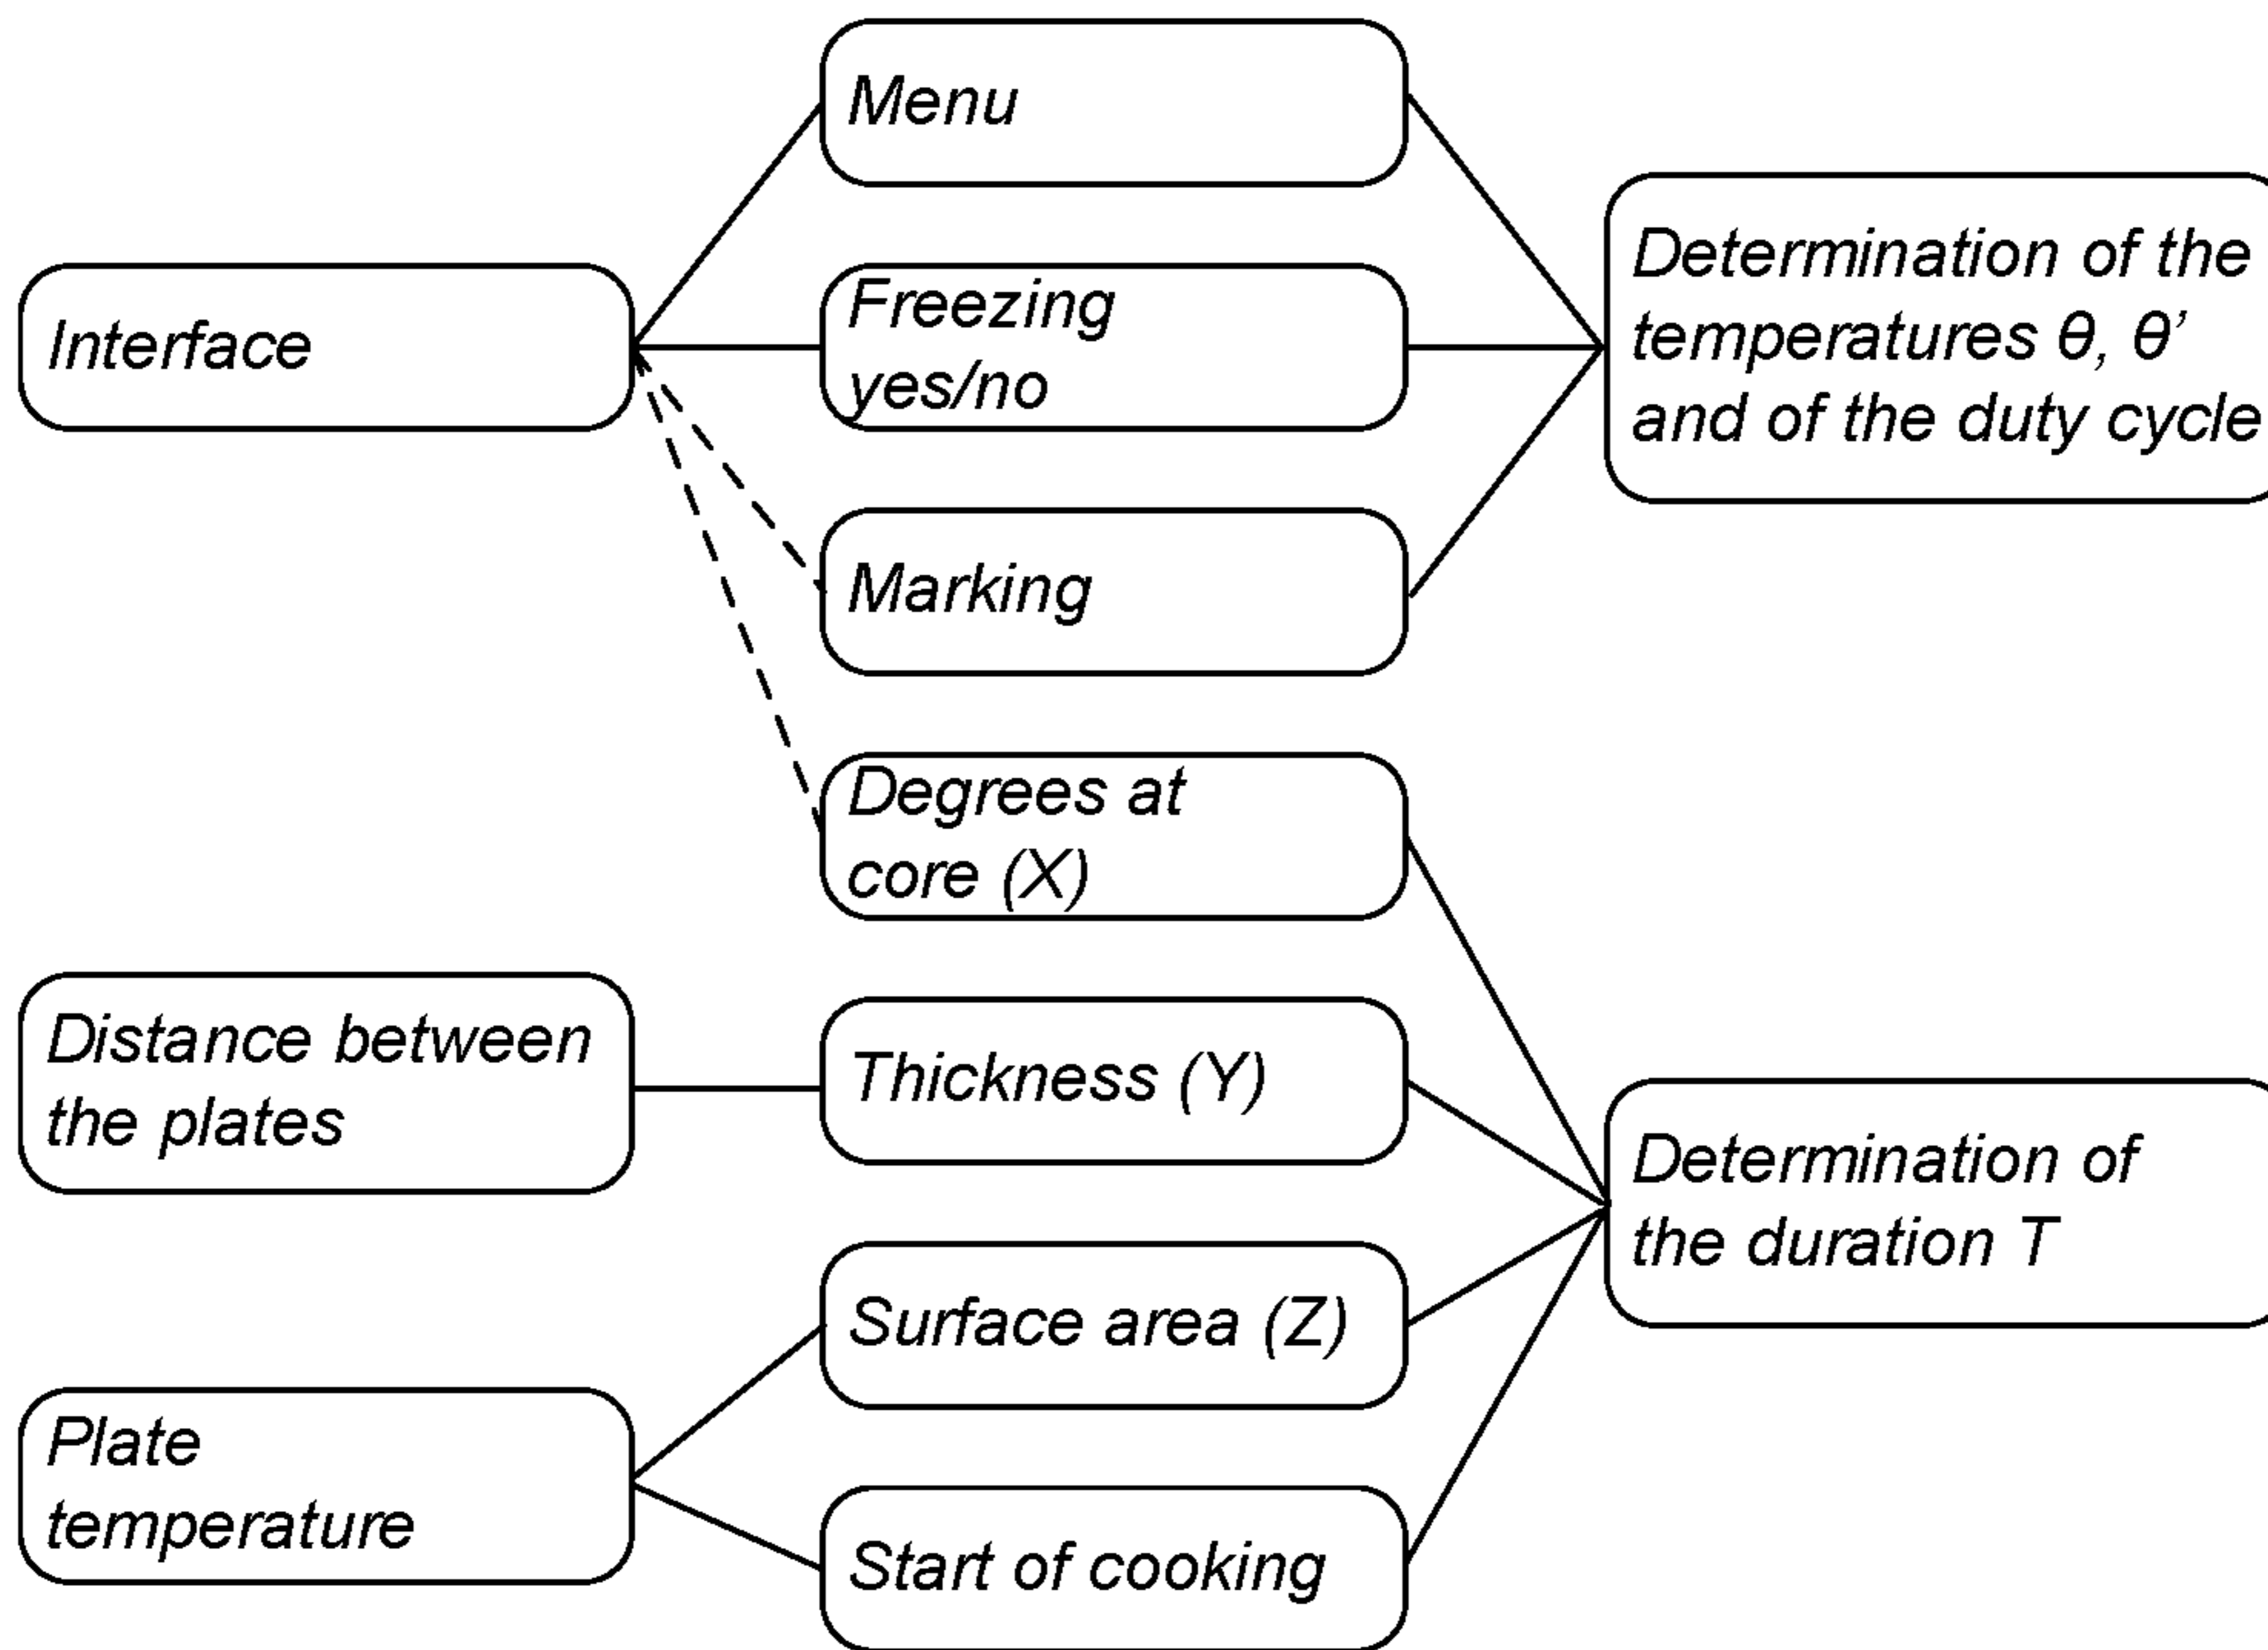 Menu
Interface
Freezing
yes/no
Determination of the
temperatures θ, θ’
and of the duty cycle
Marking
Degrees at
core (X)
Distance between
the plates
Thickness (Y)
Determination of
the duration T
Surface area (Z)
Plate
temperature
Start of cooking